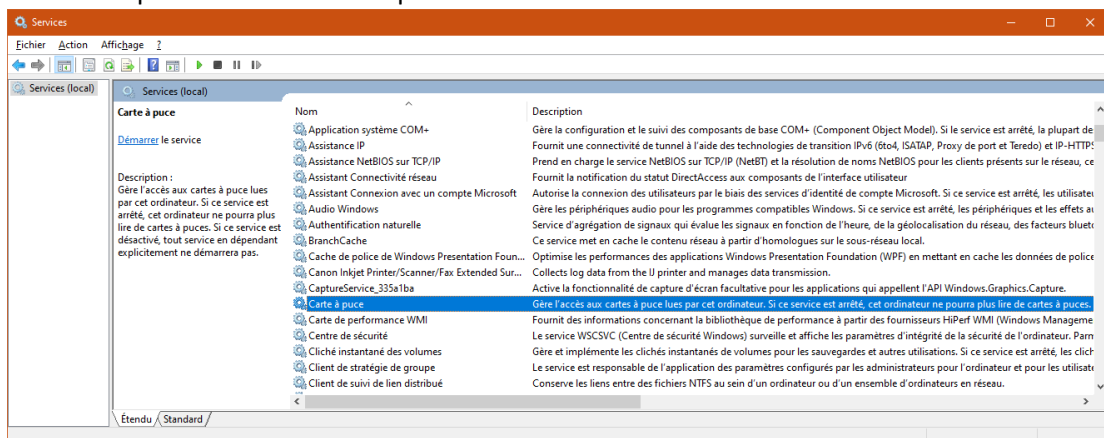 Services
Fichier Action Affichage ?
Services (local)
Services (local)
Carte à puce
Démarrer le service
Description :
Gère l'accès aux cartes à puce lues
par cet ordinateur. Si ce service est
arrêté, cet ordinateur ne pourra plus
lire de cartes à puces. Si ce service est
désactivé, tout service en dépendant
explicitement ne démarrera pas.
Nom Description
Application système COM+ Gère la configuration et le suivi des composants de base COM+ (Component Object Model). Si le service est arrêté, la plupart de
Assistance IP Fournit une connectivité de tunnel à l'aide des technologies de transition IPv6 (6to4, ISATAP, Proxy de port et Teredo) et IP-HTTPS
Assistance NetBIOS sur TCP/IP Prend en charge le service NetBIOS sur TCP/IP (NetBT) et la résolution de noms NetBIOS pour les clients présents sur le réseau, ce
Assistant Connectivité réseau Fournit la notification du statut DirectAccess aux composants de l'interface utilisateur
Assistant Connexion avec un compte Microsoft Autorise la connexion des utilisateurs par le biais des services d'identité de compte Microsoft. Si ce service est arrêté, les utilisateu
Audio Windows Gère les périphériques audio pour les programmes compatibles Windows. Si ce service est arrêté, les périphériques et les effets au
Authentification naturelle Service d'agrégation de signaux qui évalue les signaux en fonction de l'heure, de la géolocalisation du réseau, des facteurs blueto
BranchCache Ce service met en cache le contenu réseau à partir d'homologues sur le sous-réseau local.
Cache de police de Windows Presentation Foun... Optimise les performances des applications Windows Presentation Foundation (WPF) en mettant en cache les données de police
Canon Inkjet Printer/Scanner/Fax Extended Sur... Collects log data from the IJ printer and manages data transmission.
CaptureService_335a1ba Active la fonctionnalité de capture d'écran facultative pour les applications qui appellent l'API Windows.Graphics.Capture.
Carte à puce Gère l'accès aux cartes à puce lues par cet ordinateur. Si ce service est arrêté, cet ordinateur ne pourra plus lire de cartes à puces.
Carte de performance WMI Fournit des informations concernant la bibliothèque de performance à partir des fournisseurs HiPerf WMI (Windows Manageme
Centre de sécurité Le service WSCSVC (Centre de sécurité Windows) surveille et affiche les paramètres d'intégrité de la sécurité de l'ordinateur. Parm
Cliché instantané des volumes Gère et implémente les clichés instantanés de volumes pour les sauvegardes et autres utilisations. Si ce service est arrêté, les clich
Client de stratégie de groupe Le service est responsable de l'application des paramètres configurés par les administrateurs pour l'ordinateur et pour les utilisate
Client de suivi de lien distribué Conserve les liens entre des fichiers NTFS au sein d'un ordinateur ou d'un ensemble d'ordinateurs en réseau.
Étendu Standard